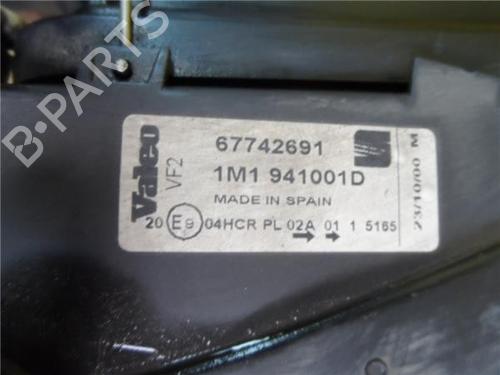 Valeo
VF2
67742691
1M1 941001D
MADE IN SPAIN
20 E9 04HCR PL 02A 01 1 5165
23/10/00 M
B-PARTS